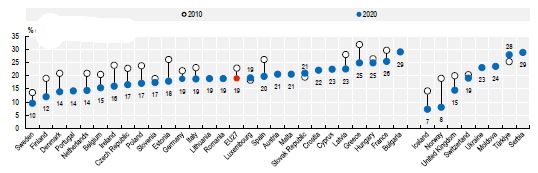 2010 2020
%
35
30
25
20
15
10
5
0
10 12 14 14 14 15 16 17 17 17 18 19 19 19 19 19 19 20 21 21 21 22 23 23 25 25 26 29 7 8 15 19 23 24 28 29
Sweden
Finland
Denmark
Portugal
Netherlands
Belgium
Ireland
Czech Republic
Poland
Slovenia
Estonia
Germany
Italy
Lithuania
Romania
EU27
Luxembourg
Spain
Austria
Malta
Slovak Republic
Croatia
Cyprus
Latvia
Greece
Hungary
France
Bulgaria
Iceland
Norway
United Kingdom
Switzerland
Ukraine
Moldova
Türkiye
Serbia